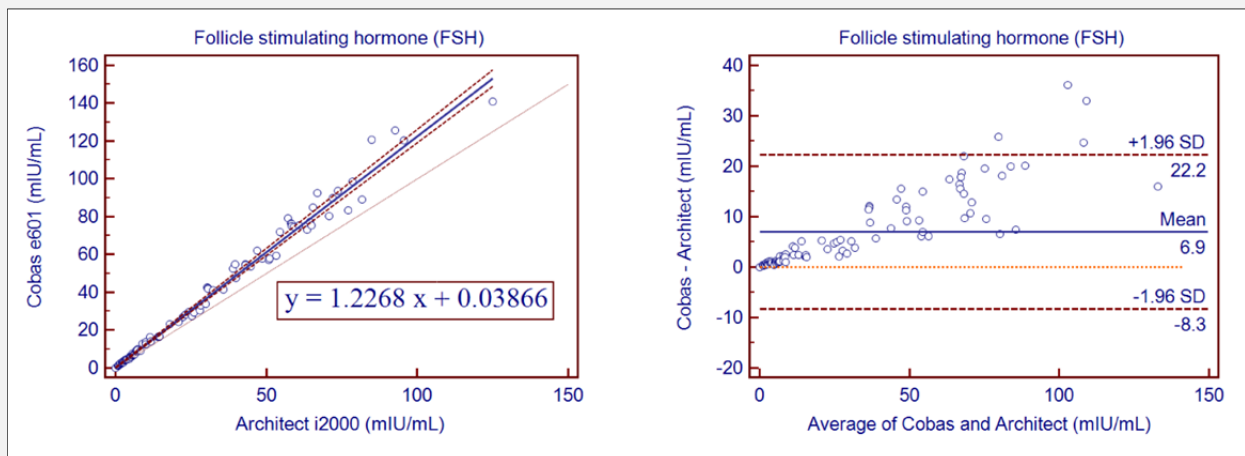 Follicle stimulating hormone (FSH)
160
140
120
100
80
60
40
20
0
Cobas e601 (mIU/mL)
y = 1.2268 x + 0.03866
0
50
100
150
Architect i2000 (mIU/mL)
Follicle stimulating hormone (FSH)
40
30
20
10
0
-10
-20
Cobas - Architect (mIU/mL)
+1.96 SD
22.2
Mean
6.9
-1.96 SD
-8.3
0
50
100
150
Average of Cobas and Architect (mIU/mL)